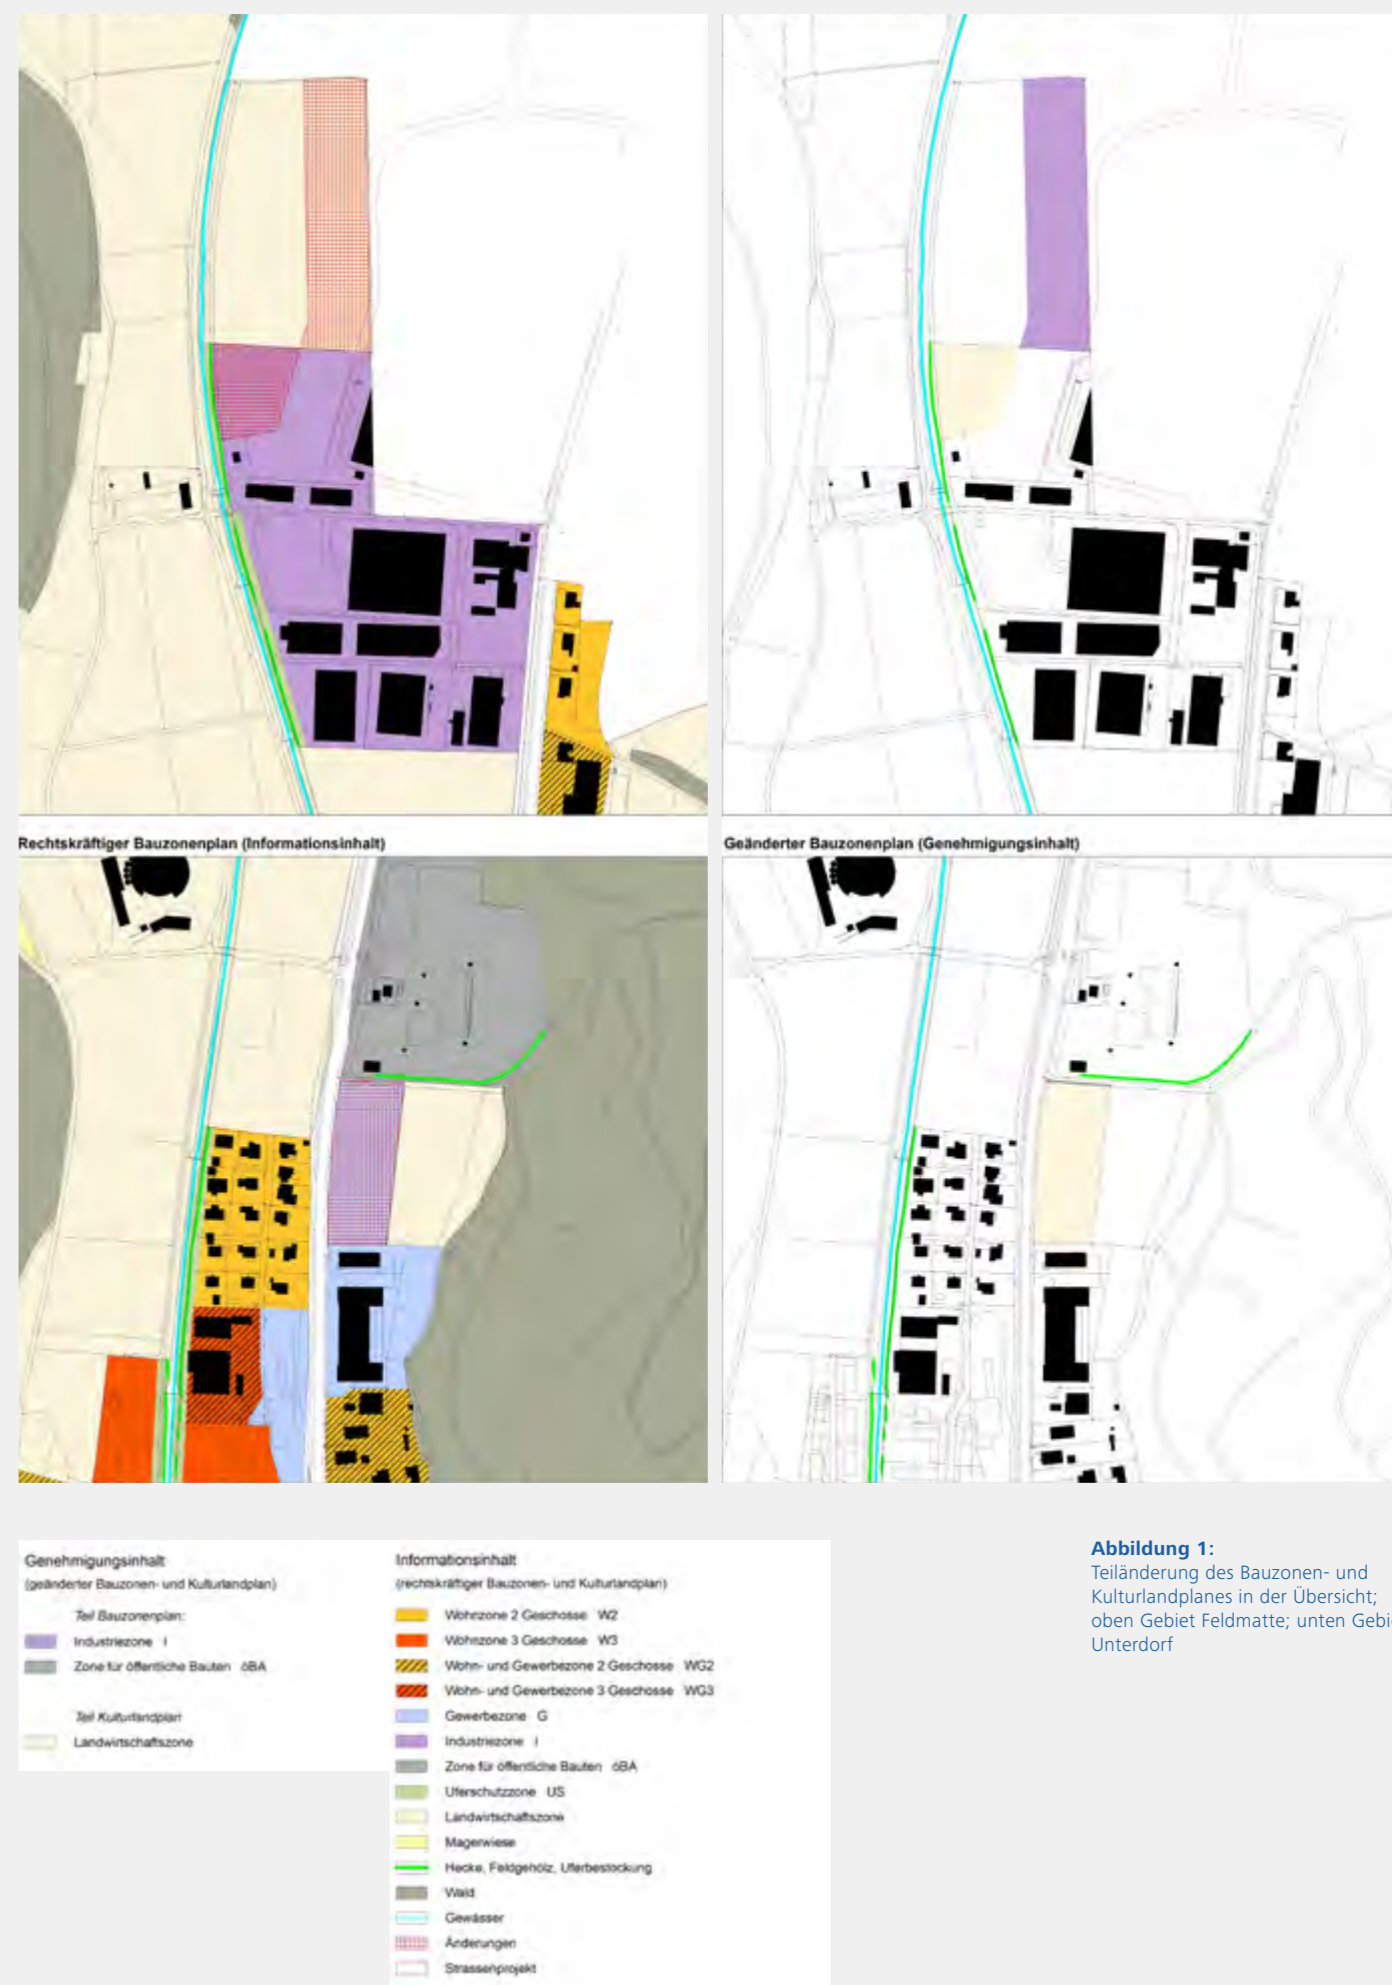 Rechtskräftiger Bauzonenplan (Informationsinhalt)
Geänderter Bauzonenplan (Genehmigungsinhalt)
Genehmigungsinhalt
(geänderter Bauzonen- und Kulturlandplan)
Teil Bauzonenplan:
Industriezone I
Zone für öffentliche Bauten öBA
Teil Kulturlandplan
Landwirtschaftszone
Informationsinhalt
(rechtskräftiger Bauzonen- und Kulturlandplan)
Wohnzone 2 Geschosse W2
Wohnzone 3 Geschosse W3
Wohn- und Gewerbezone 2 Geschosse WG2
Wohn- und Gewerbezone 3 Geschosse WG3
Gewerbezone G
Industriezone I
Zone für öffentliche Bauten öBA
Uferschutzzone US
Landwirtschaftszone
Magerwiese
Hecke, Feldgehölz, Uferbestockung
Wald
Gewässer
Änderungen
Strassenprojekt
Abbildung 1:
Teiländerung des Bauzonen- und
Kulturlandplanes in der Übersicht;
oben Gebiet Feldmatte; unten Gebi
Unterdorf